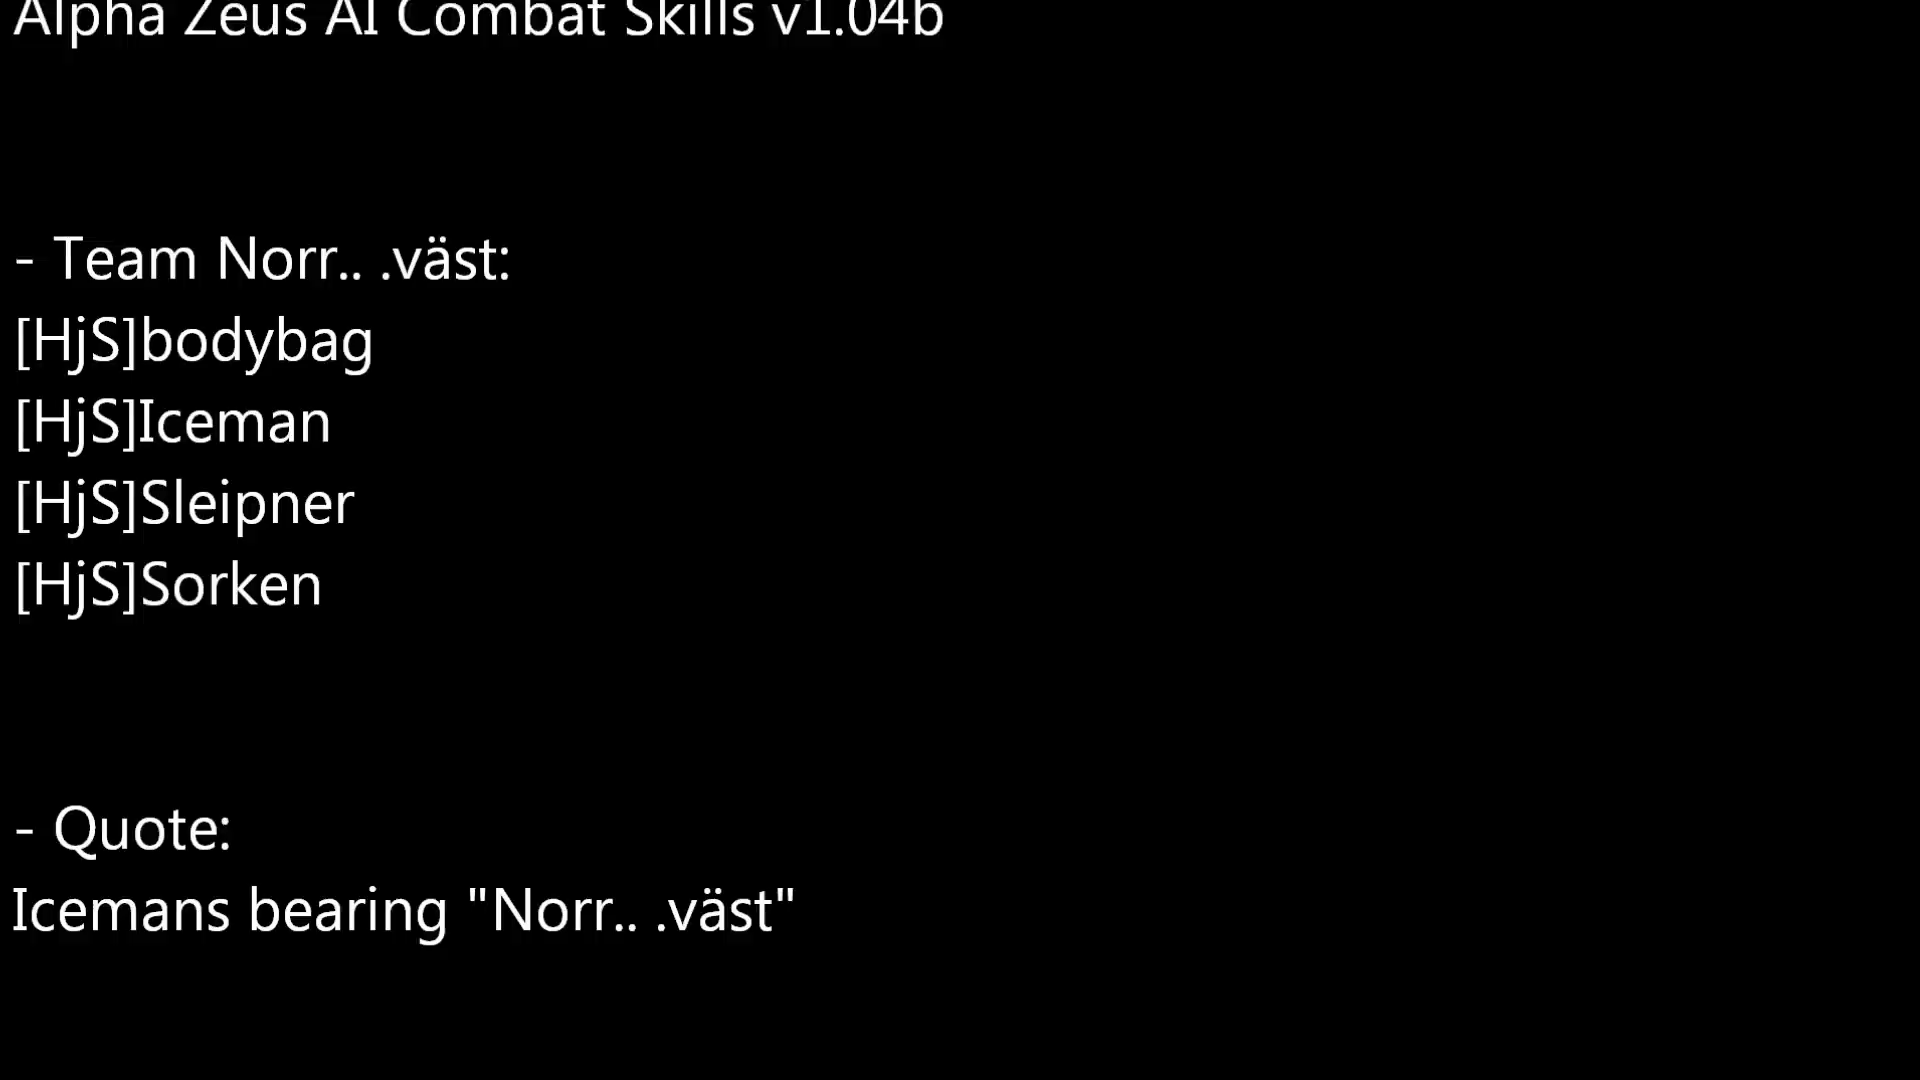 Alpha Zeus AI Combat Skills v1.04b
- Team Norr.. .väst:
[HjS]bodybag
[HjS]Iceman
[HjS]Sleipner
[HjS]Sorken
- Quote:
Icemans bearing "Norr.. .väst"